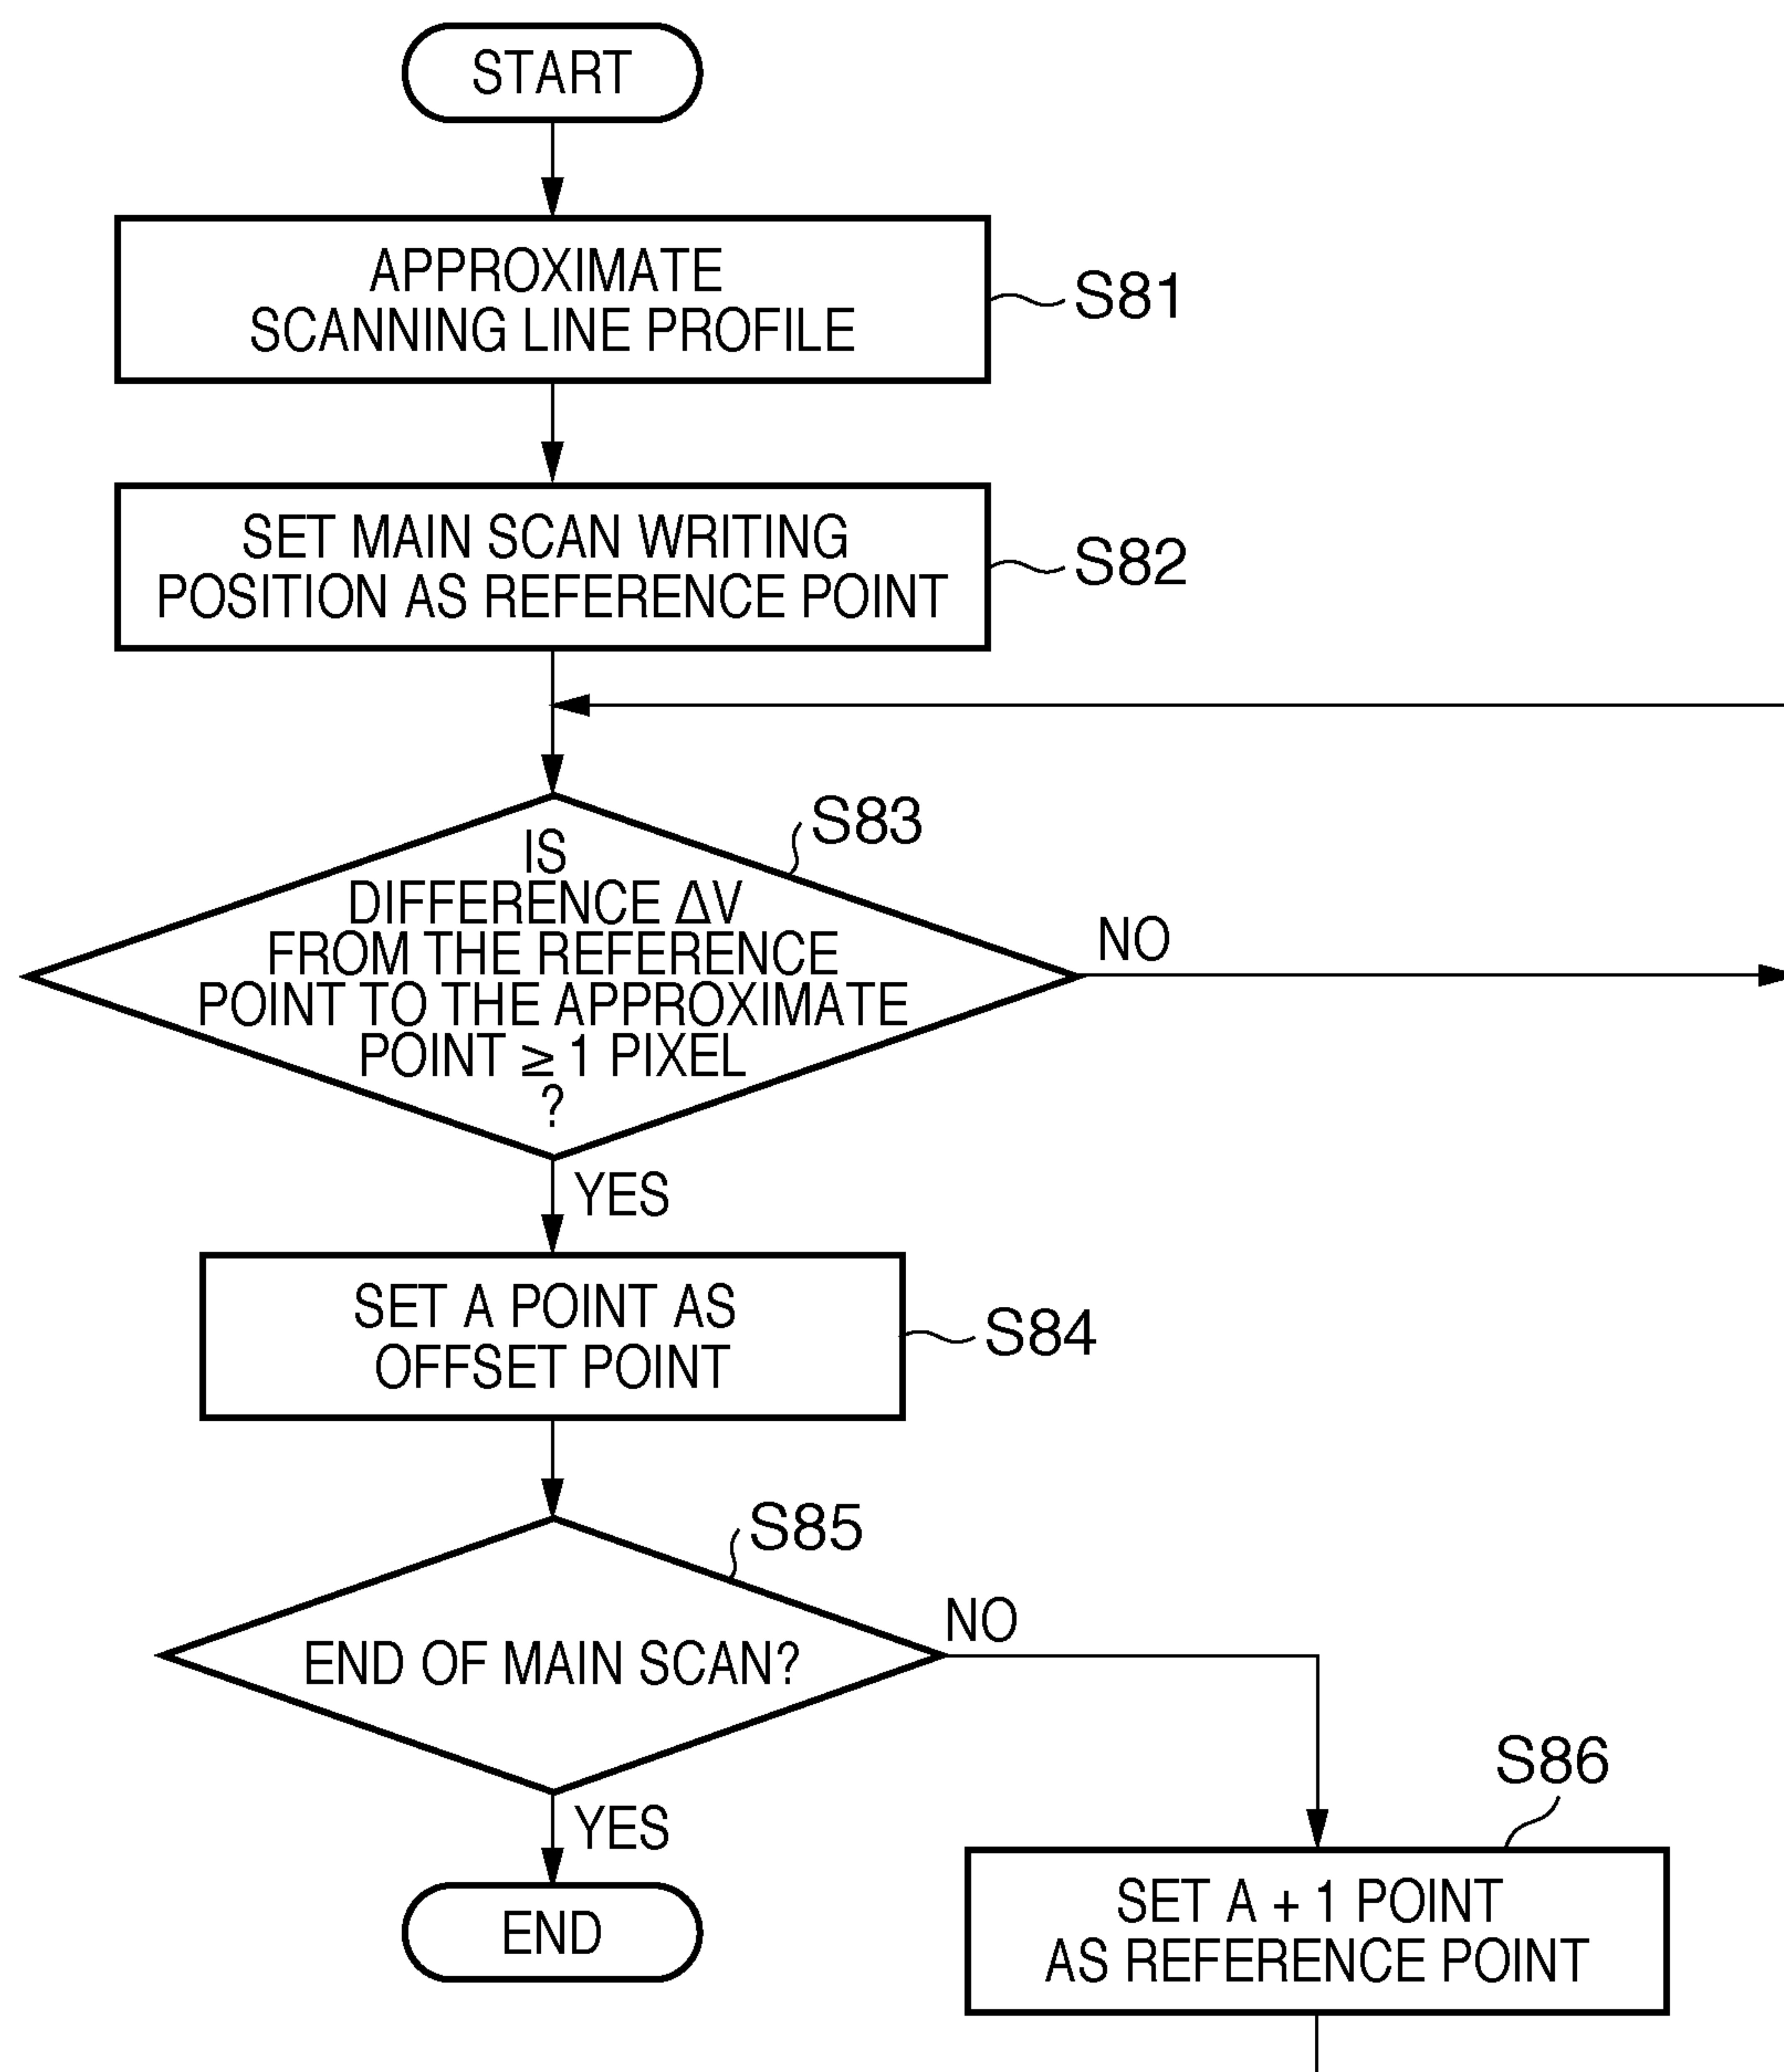 START
APPROXIMATE
SCANNING LINE PROFILE
S81
SET MAIN SCAN WRITING
POSITION AS REFERENCE POINT
S82
S83
IS
DIFFERENCE ΔV
FROM THE REFERENCE
POINT TO THE APPROXIMATE
POINT ≥ 1 PIXEL
?
NO
YES
SET A POINT AS
OFFSET POINT
S84
S85
END OF MAIN SCAN?
NO
YES
END
S86
SET A + 1 POINT
AS REFERENCE POINT